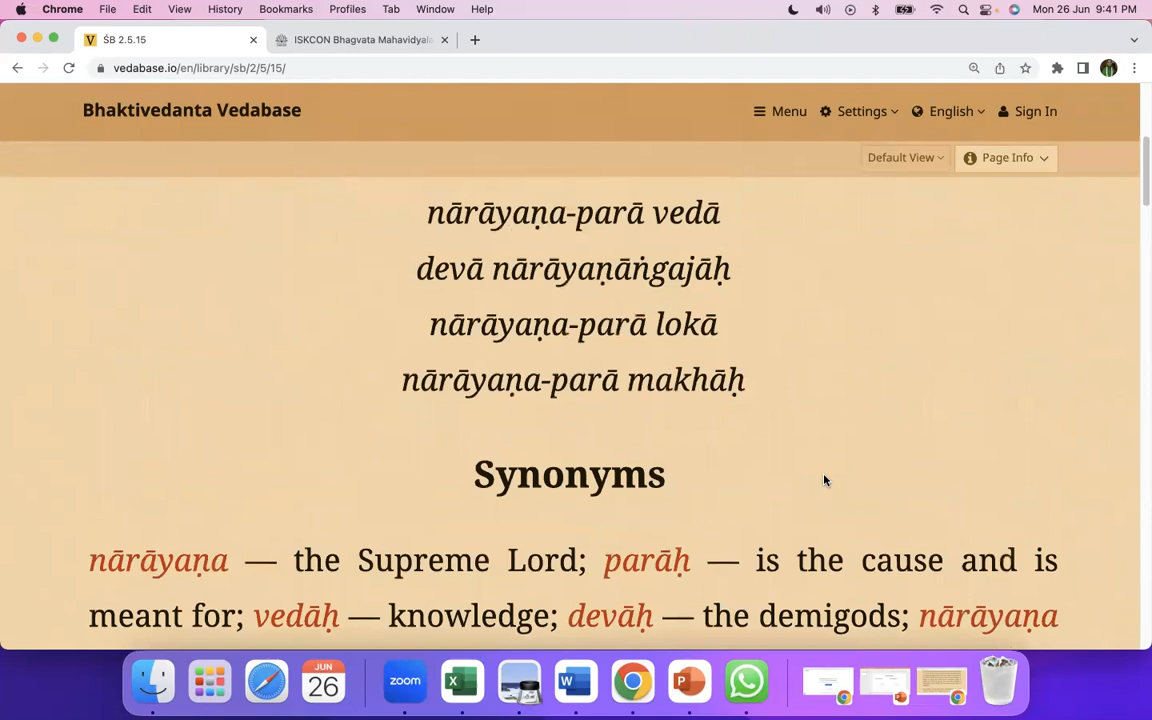 Chrome File Edit View History Bookmarks Profiles Tab Window Help Mon 26 Jun 9:41 PM
ŚB 2.5.15 ISKCON Bhagvata Mahavidyala
vedabase.io/en/library/sb/2/5/15/
Bhaktivedanta Vedabase Menu Settings English Sign In
Default View Page Info
nārāyaṇa-parā vedā
devā nārāyaṇāṅgajāḥ
nārāyaṇa-parā lokā
nārāyaṇa-parā makhāḥ
Synonyms
nārāyaṇa — the Supreme Lord; parāḥ — is the cause and is
meant for; vedāḥ — knowledge; devāḥ — the demigods; nārāyaṇa
JUN
26
zoom